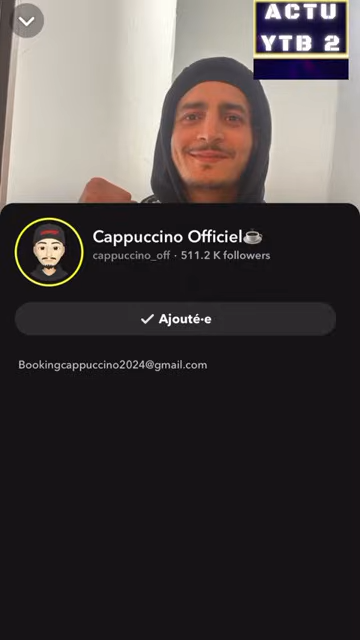 ACTU
YTB 2
Cappuccino Officiel☕
cappuccino_off · 511.2 K followers
✓ Ajouté·e
Bookingcappuccino2024@gmail.com